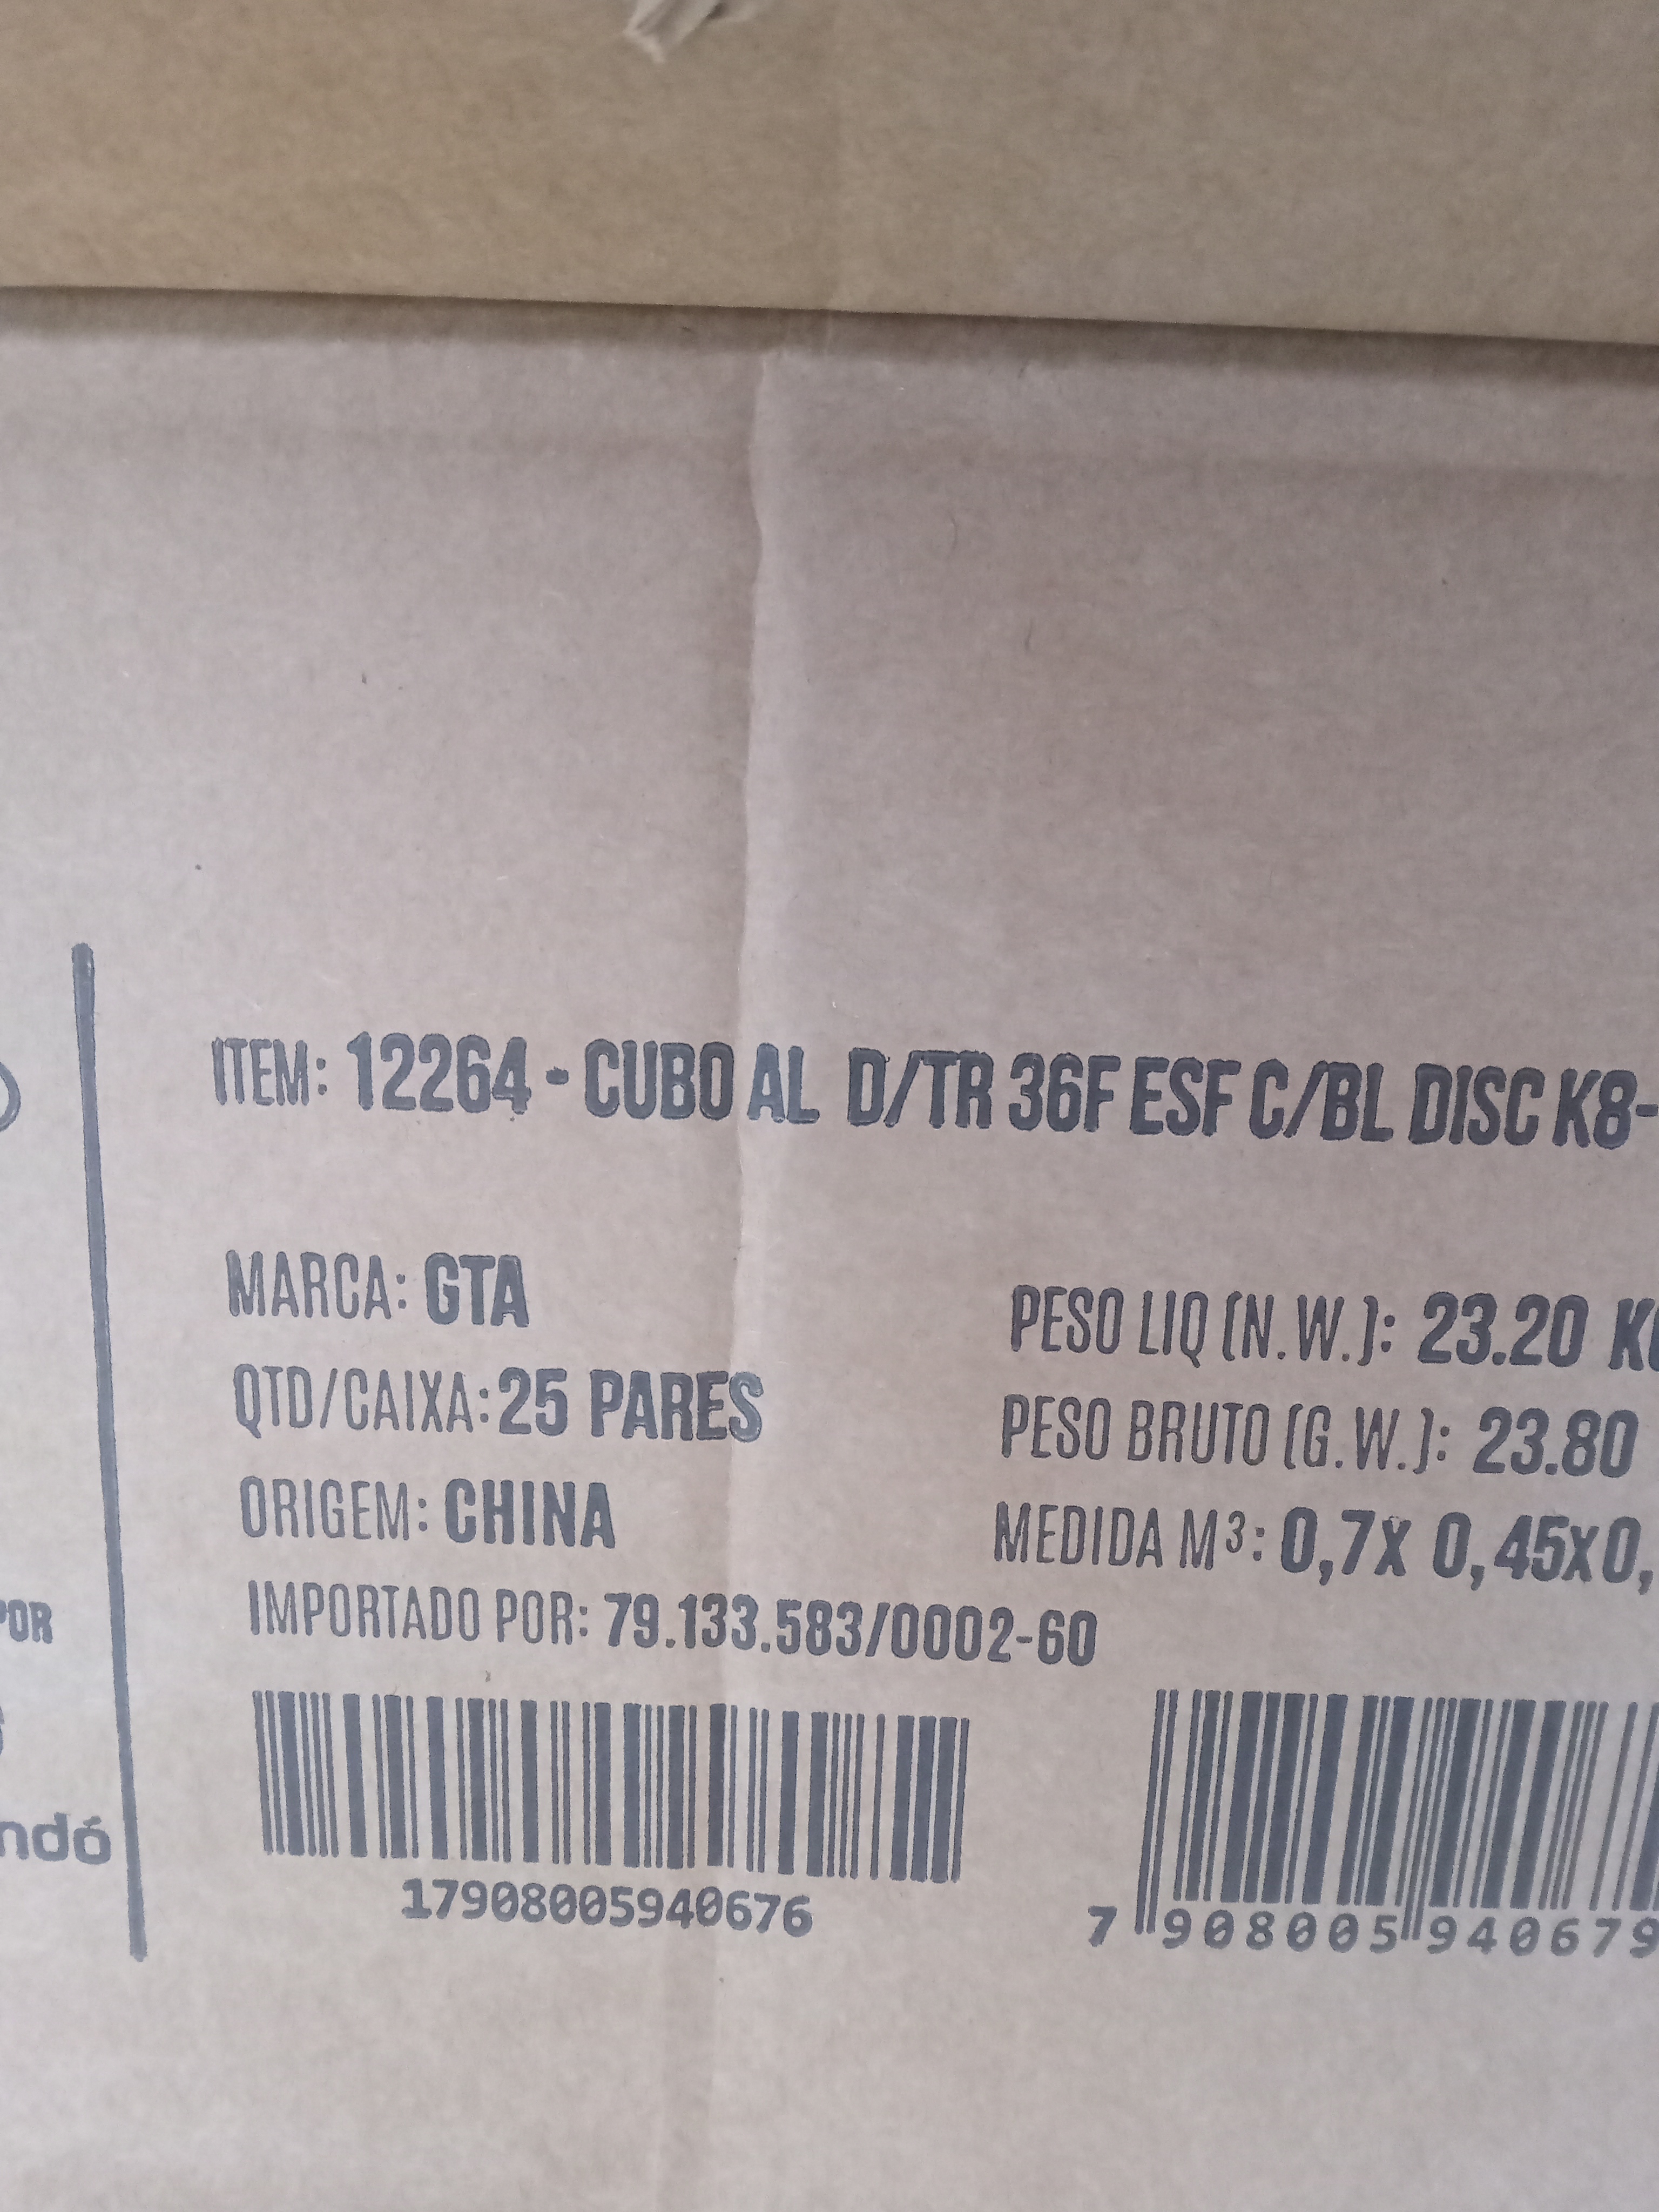 ITEM: 12264 - CUBO AL D/TR 36F ESF C/BL DISC K8-
MARCA: GTA
QTD/CAIXA: 25 PARES
ORIGEM: CHINA
IMPORTADO POR: 79.133.583/0002-60
PESO LIQ (N.W.): 23.20
PESO BRUTO (G.W.): 23.80
MEDIDA M³: 0,7x 0,45x0,
17908005940676
7 908005 940679
POR
ndó